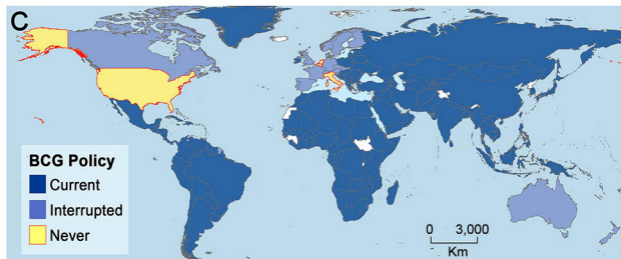 C
BCG Policy
Current
Interrupted
Never
0 3,000
Km